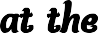 at the